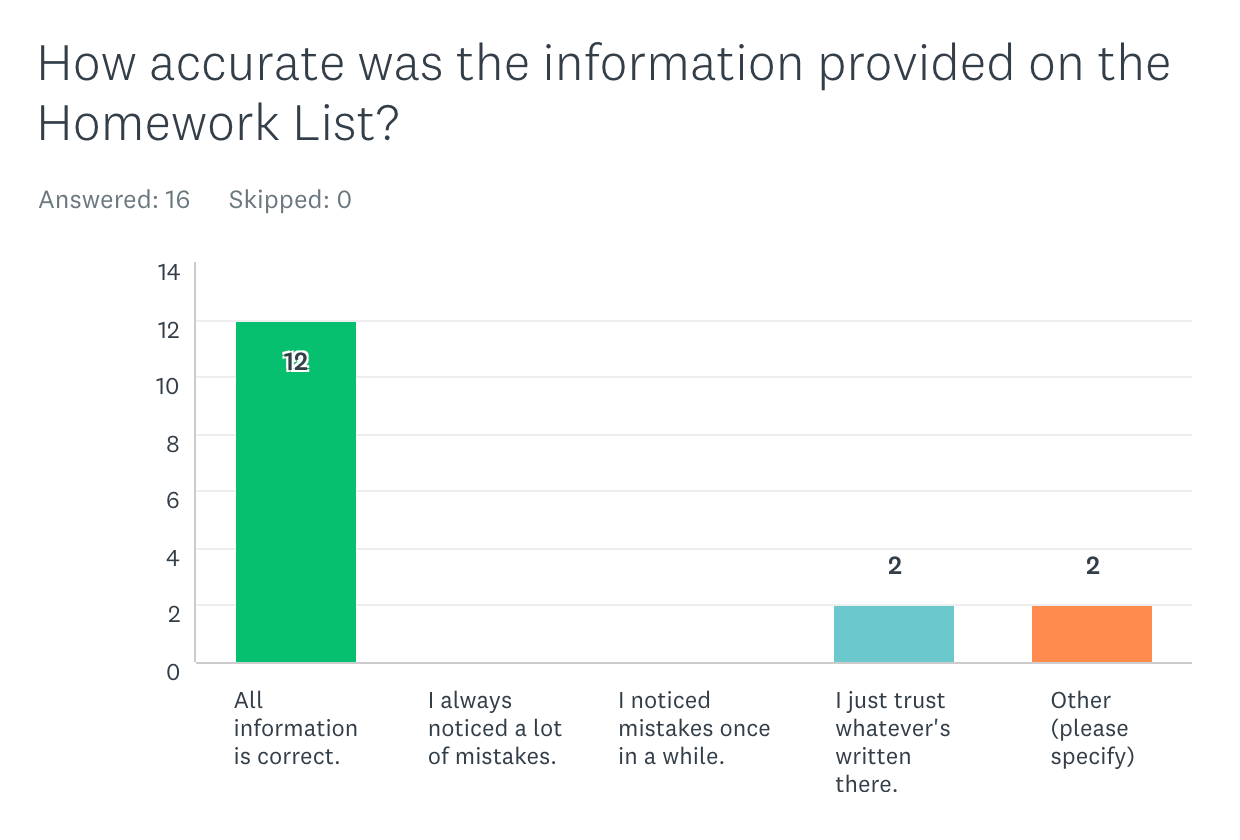 How accurate was the information provided on the
Homework List?
Answered: 16 Skipped: 0
14
12
10
8
6
4
2
0
12
2
2
All
information
is correct.
I always
noticed a lot
of mistakes.
I noticed
mistakes once
in a while.
I just trust
whatever's
written
there.
Other
(please
specify)